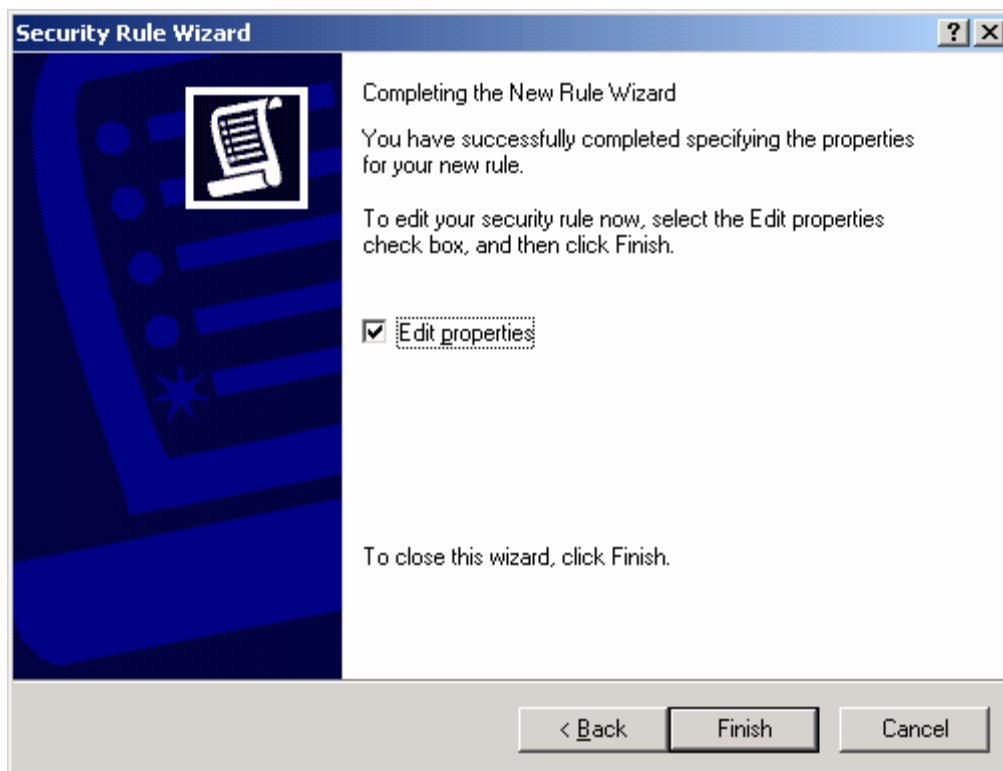 Security Rule Wizard
Completing the New Rule Wizard
You have successfully completed specifying the properties
for your new rule.
To edit your security rule now, select the Edit properties
check box, and then click Finish.
Edit properties
To close this wizard, click Finish.
< Back
Finish
Cancel